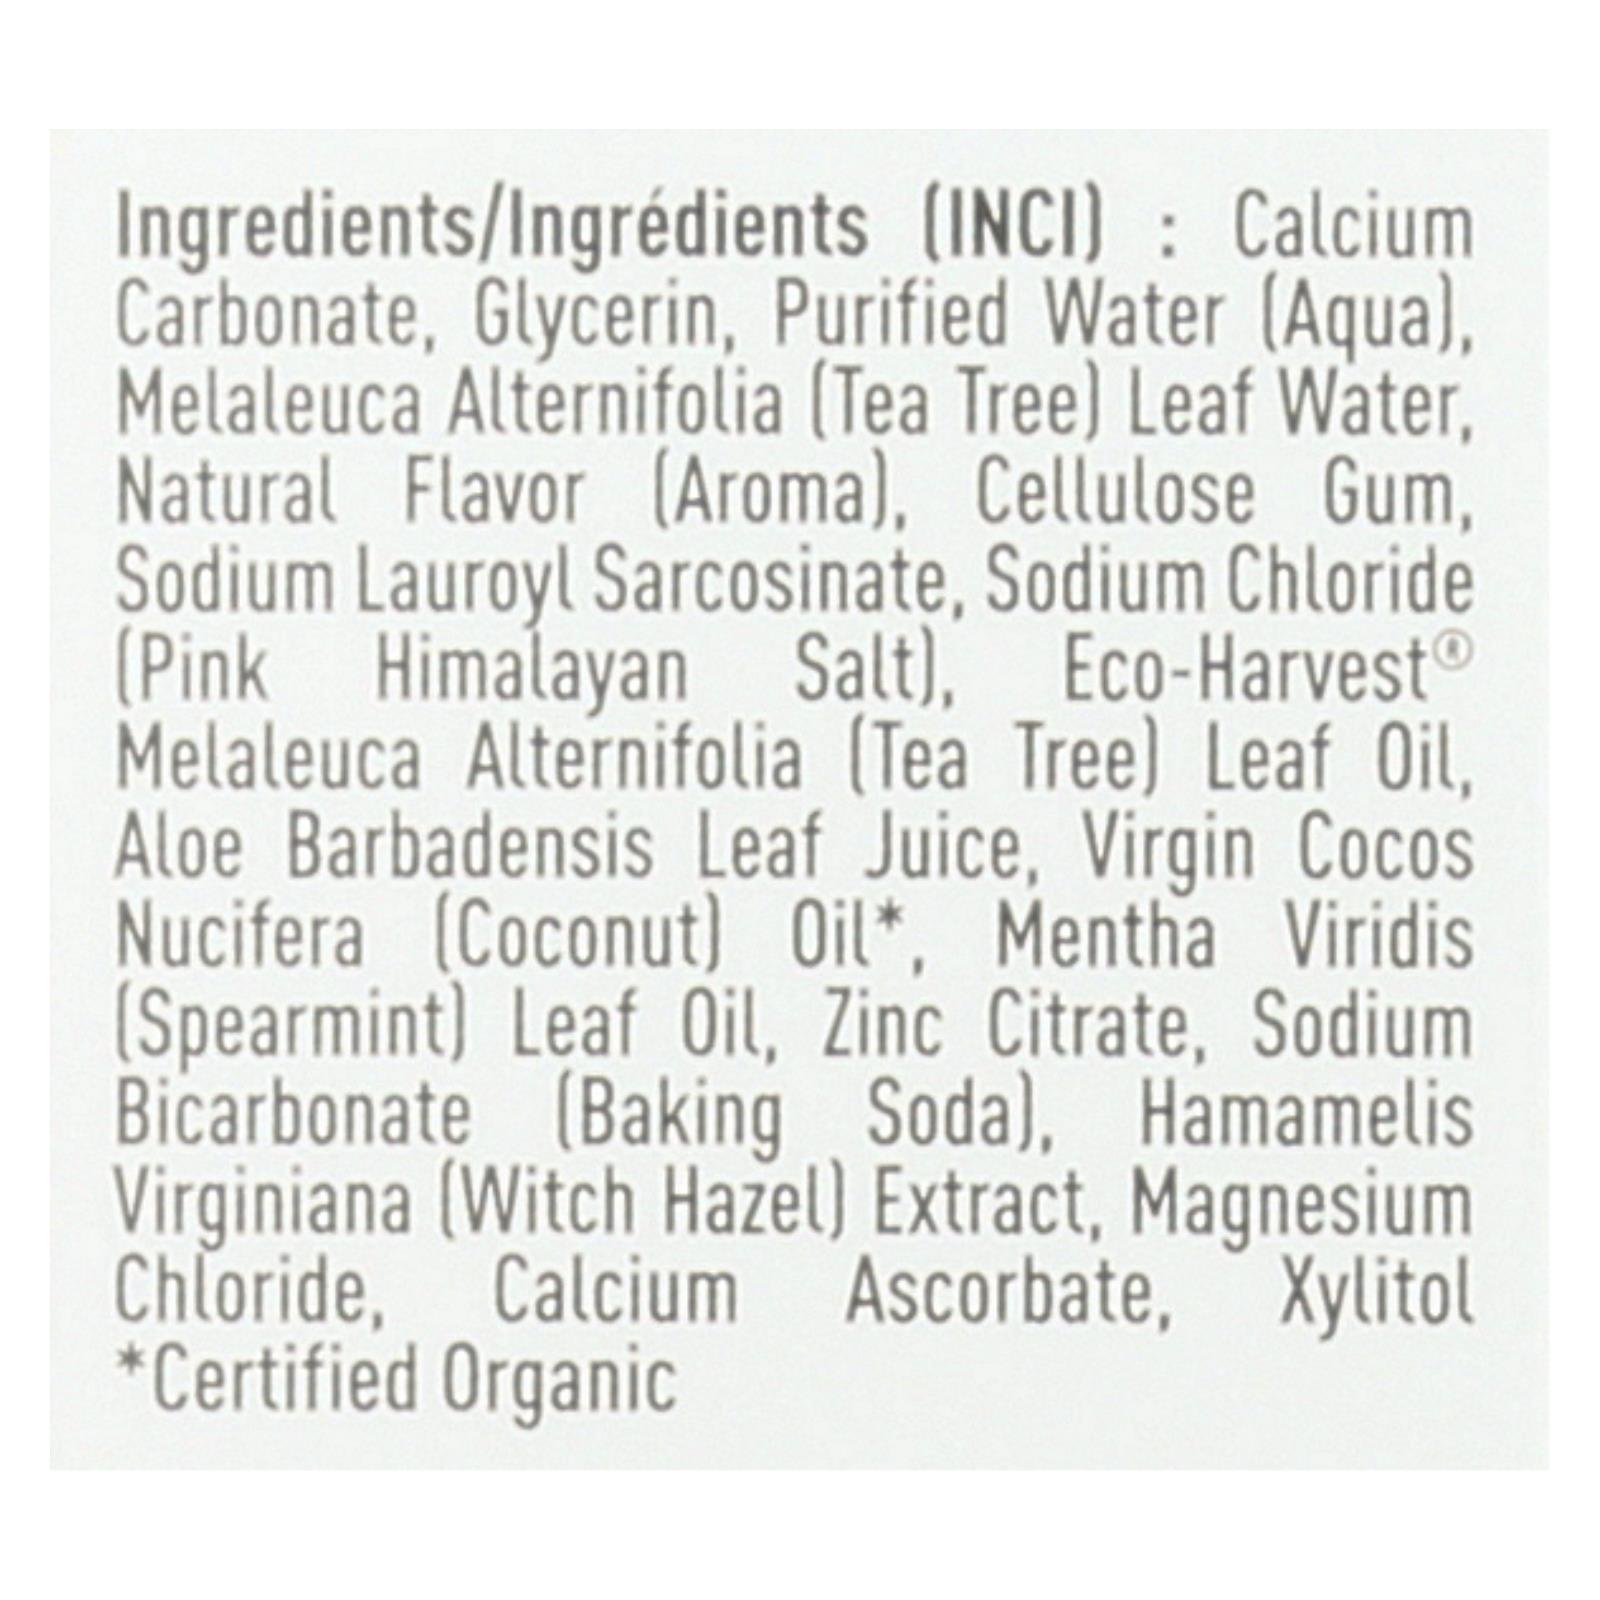 Ingredients/Ingrédients (INCI) : Calcium
Carbonate, Glycerin, Purified Water (Aqua),
Melaleuca Alternifolia (Tea Tree) Leaf Water,
Natural Flavor (Aroma), Cellulose Gum,
Sodium Lauroyl Sarcosinate, Sodium Chloride
(Pink Himalayan Salt), Eco-Harvest®
Melaleuca Alternifolia (Tea Tree) Leaf Oil,
Aloe Barbadensis Leaf Juice, Virgin Cocos
Nucifera (Coconut) Oil*, Mentha Viridis
(Spearmint) Leaf Oil, Zinc Citrate, Sodium
Bicarbonate (Baking Soda), Hamamelis
Virginiana (Witch Hazel) Extract, Magnesium
Chloride, Calcium Ascorbate, Xylitol
*Certified Organic